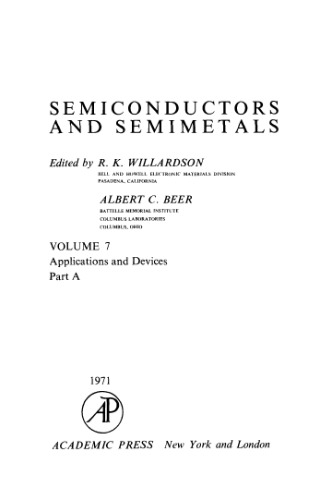 SEMICONDUCTORS
AND SEMIMETALS
Edited by R. K. WILLARDSON
BELL AND HOWELL ELECTRONIC MATERIALS DIVISION
PASADENA, CALIFORNIA
ALBERT C. BEER
BATTELLE MEMORIAL INSTITUTE
COLUMBUS LABORATORIES
COLUMBUS, OHIO
VOLUME 7
Applications and Devices
Part A
1971
AP
ACADEMIC PRESS New York and London